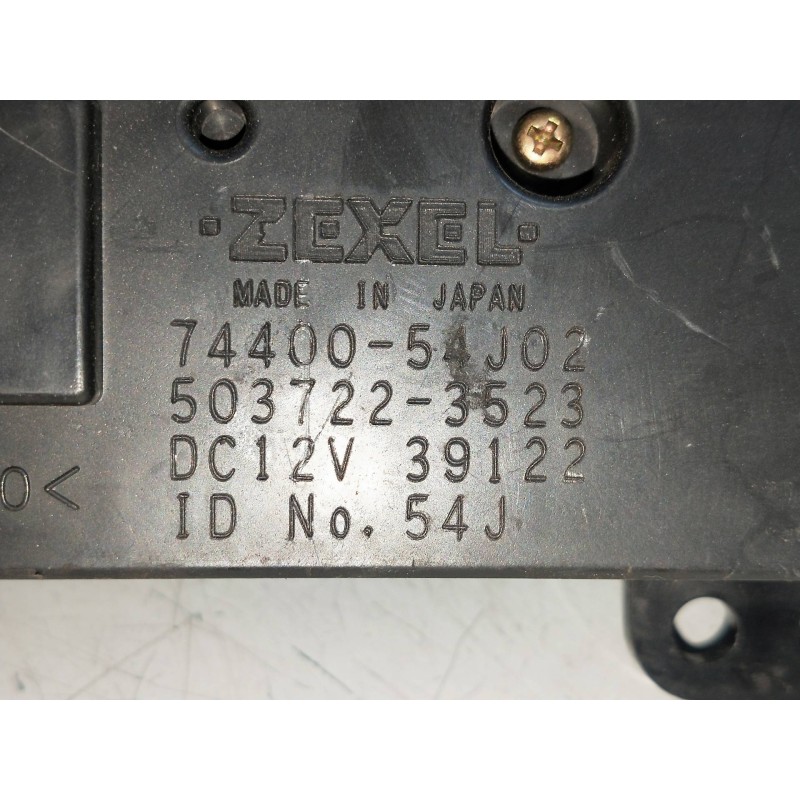 ·ZEXEL·
MADE IN JAPAN
74400-54J02
503722-3523
DC12V 39122
ID No. 54J
O<